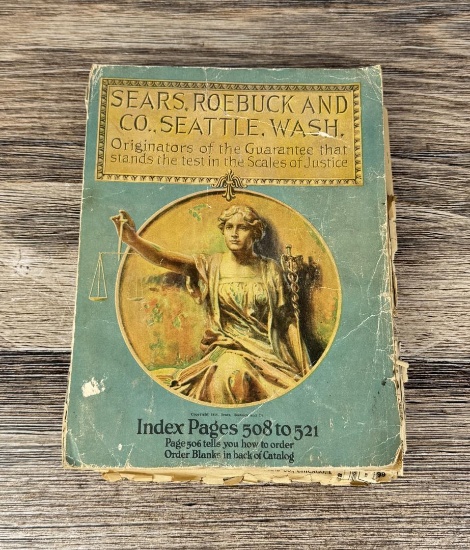 SEARS, ROEBUCK AND
CO., SEATTLE, WASH.
Originators of the Guarantee that
stands the test in the Scales of Justice
Index Pages 508 to 521
Page 506 tells you how to order
Order Blanks in back of Catalog